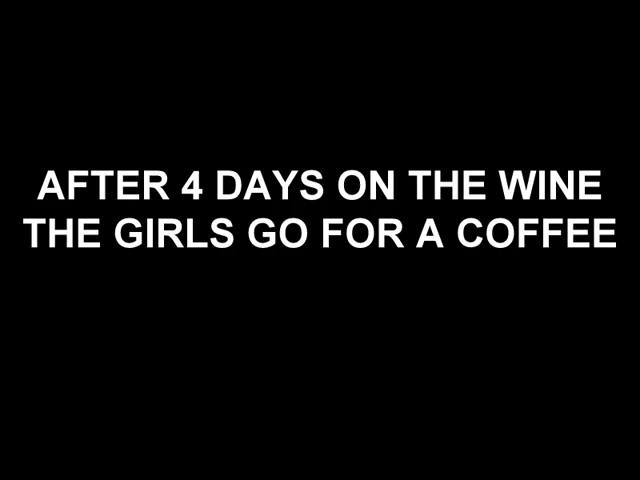 AFTER 4 DAYS ON THE WINE
THE GIRLS GO FOR A COFFEE